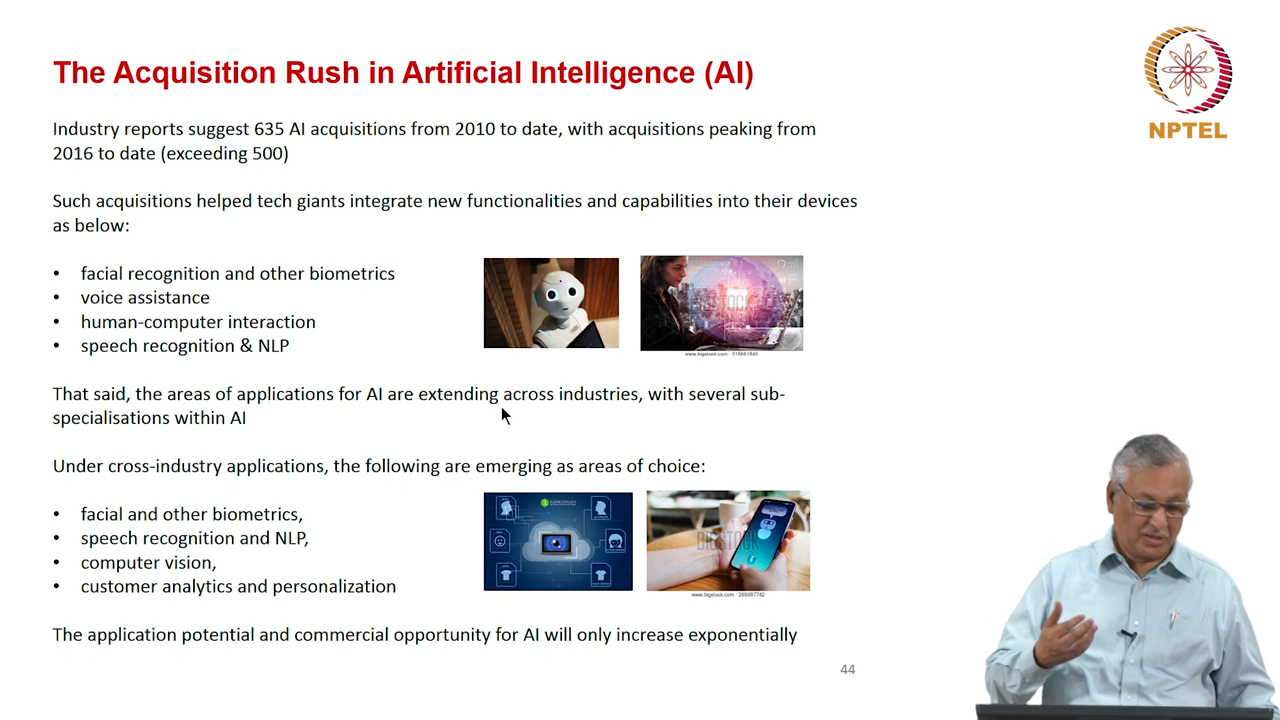 The Acquisition Rush in Artificial Intelligence (AI)
NPTEL
Industry reports suggest 635 AI acquisitions from 2010 to date, with acquisitions peaking from
2016 to date (exceeding 500)
Such acquisitions helped tech giants integrate new functionalities and capabilities into their devices
as below:
• facial recognition and other biometrics
• voice assistance
• human-computer interaction
• speech recognition & NLP
BIGSTOCK
That said, the areas of applications for AI are extending across industries, with several sub-
specialisations within AI
Under cross-industry applications, the following are emerging as areas of choice:
• facial and other biometrics,
• speech recognition and NLP,
• computer vision,
• customer analytics and personalization
BIGSTOCK
The application potential and commercial opportunity for AI will only increase exponentially
44